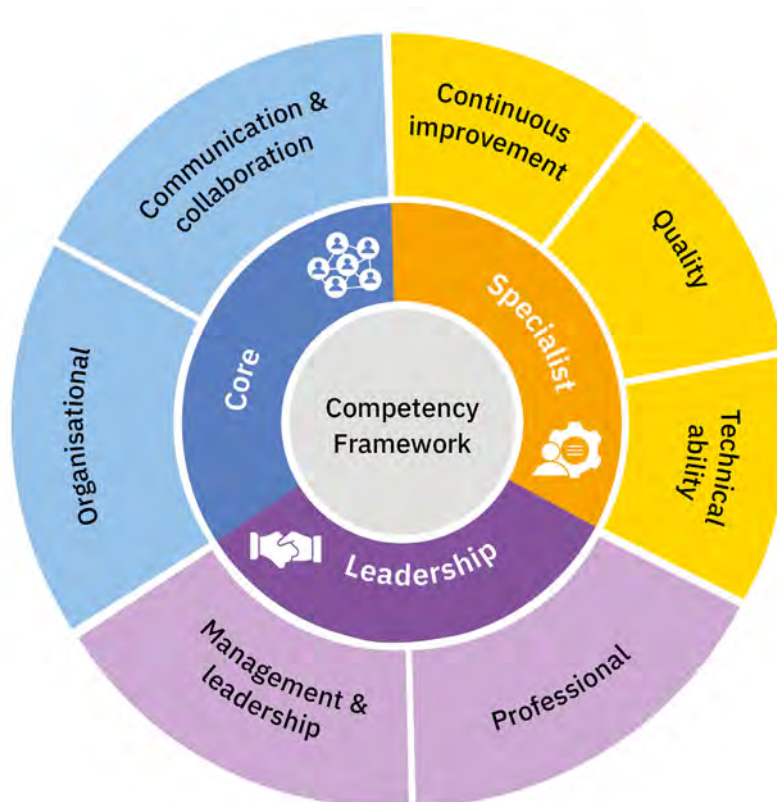 Competency
Framework
Core
Specialist
Leadership
Communication &
collaboration
Continuous
improvement
Quality
Technical
ability
Professional
Management &
leadership
Organisational